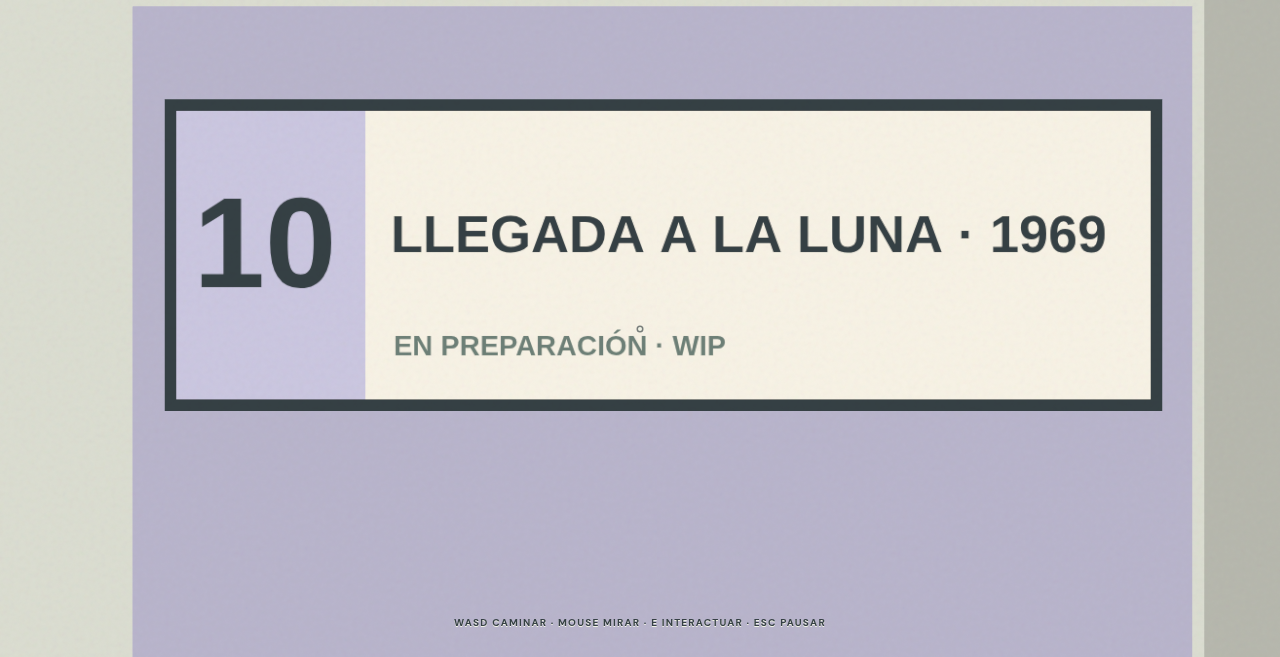 10
LLEGADA A LA LUNA · 1969
EN PREPARACIÓN · WIP
WASD CAMINAR · MOUSE MIRAR · E INTERACTUAR · ESC PAUSAR